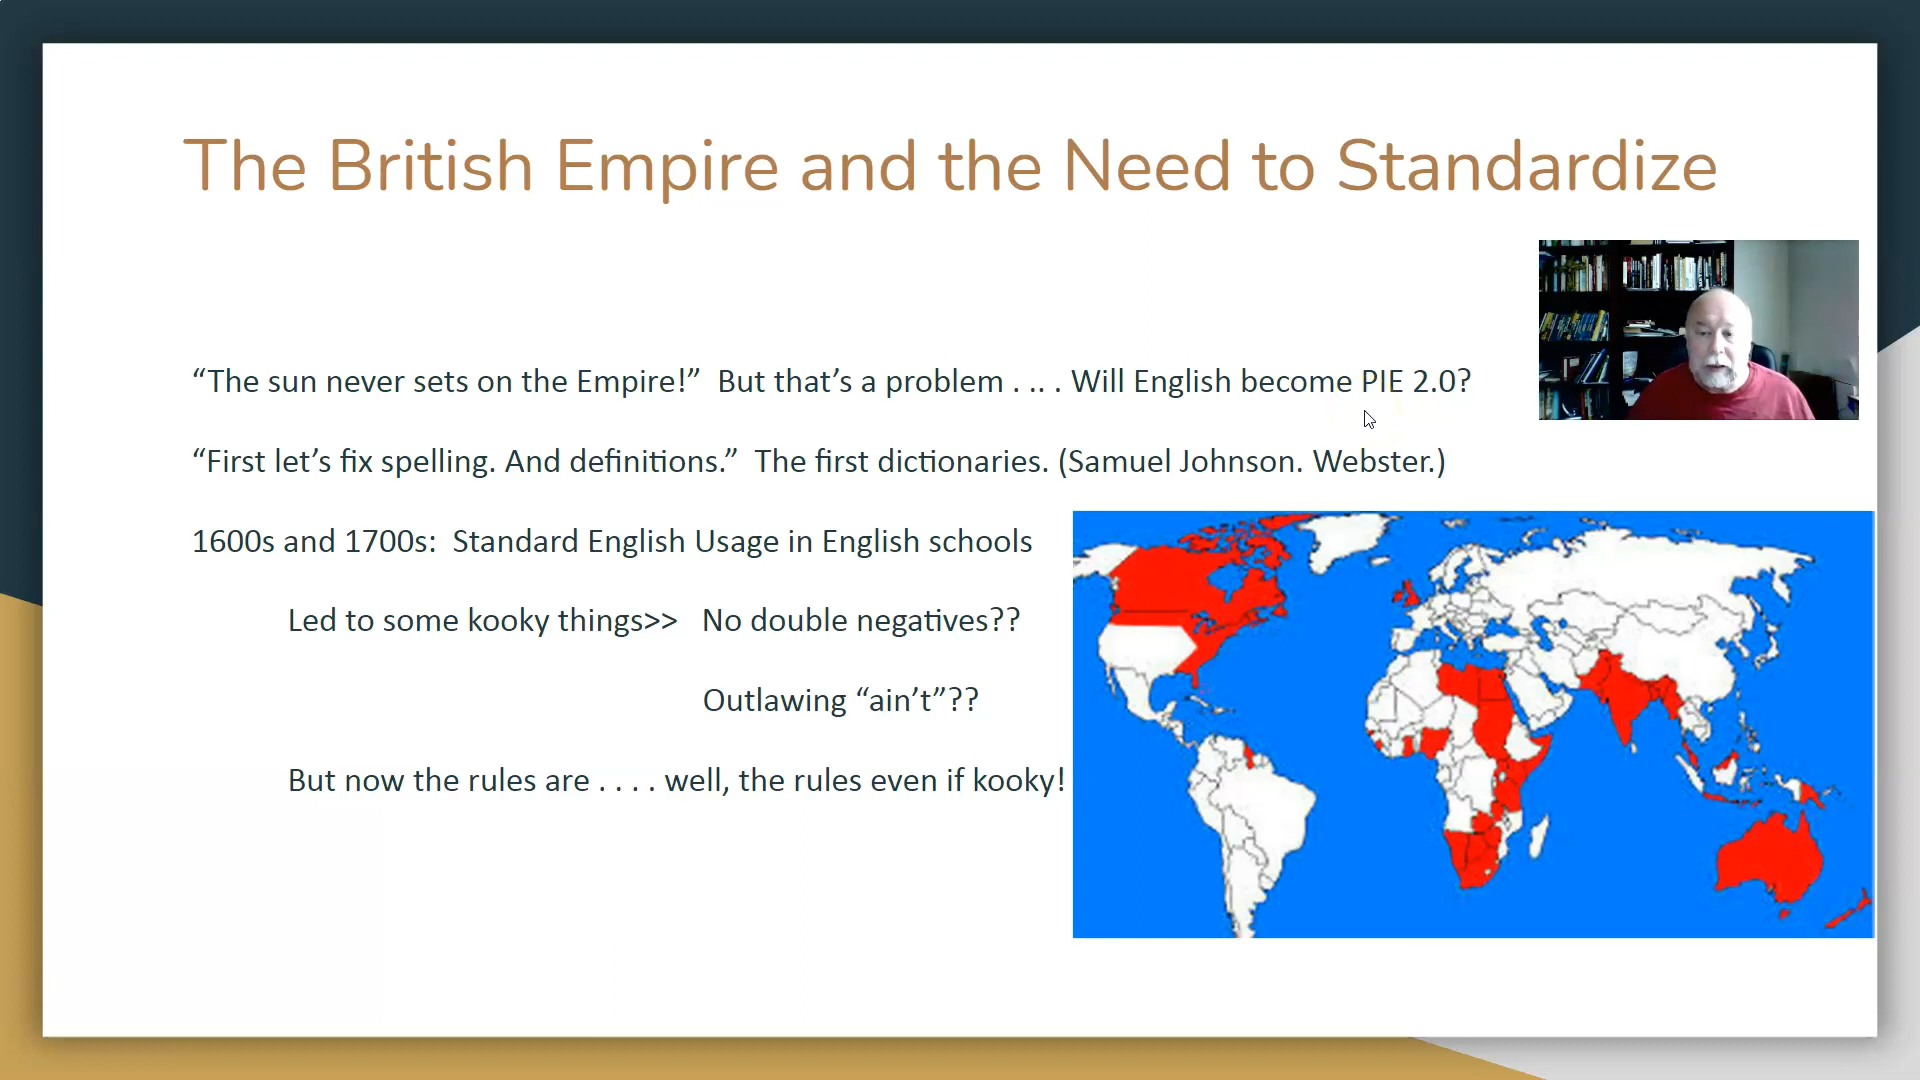 The British Empire and the Need to Standardize
“The sun never sets on the Empire!”  But that’s a problem . .. . Will English become PIE 2.0?
“First let’s fix spelling. And definitions.”  The first dictionaries. (Samuel Johnson. Webster.)
1600s and 1700s:  Standard English Usage in English schools
Led to some kooky things>>   No double negatives??
Outlawing “ain’t”??
But now the rules are . . . . well, the rules even if kooky!